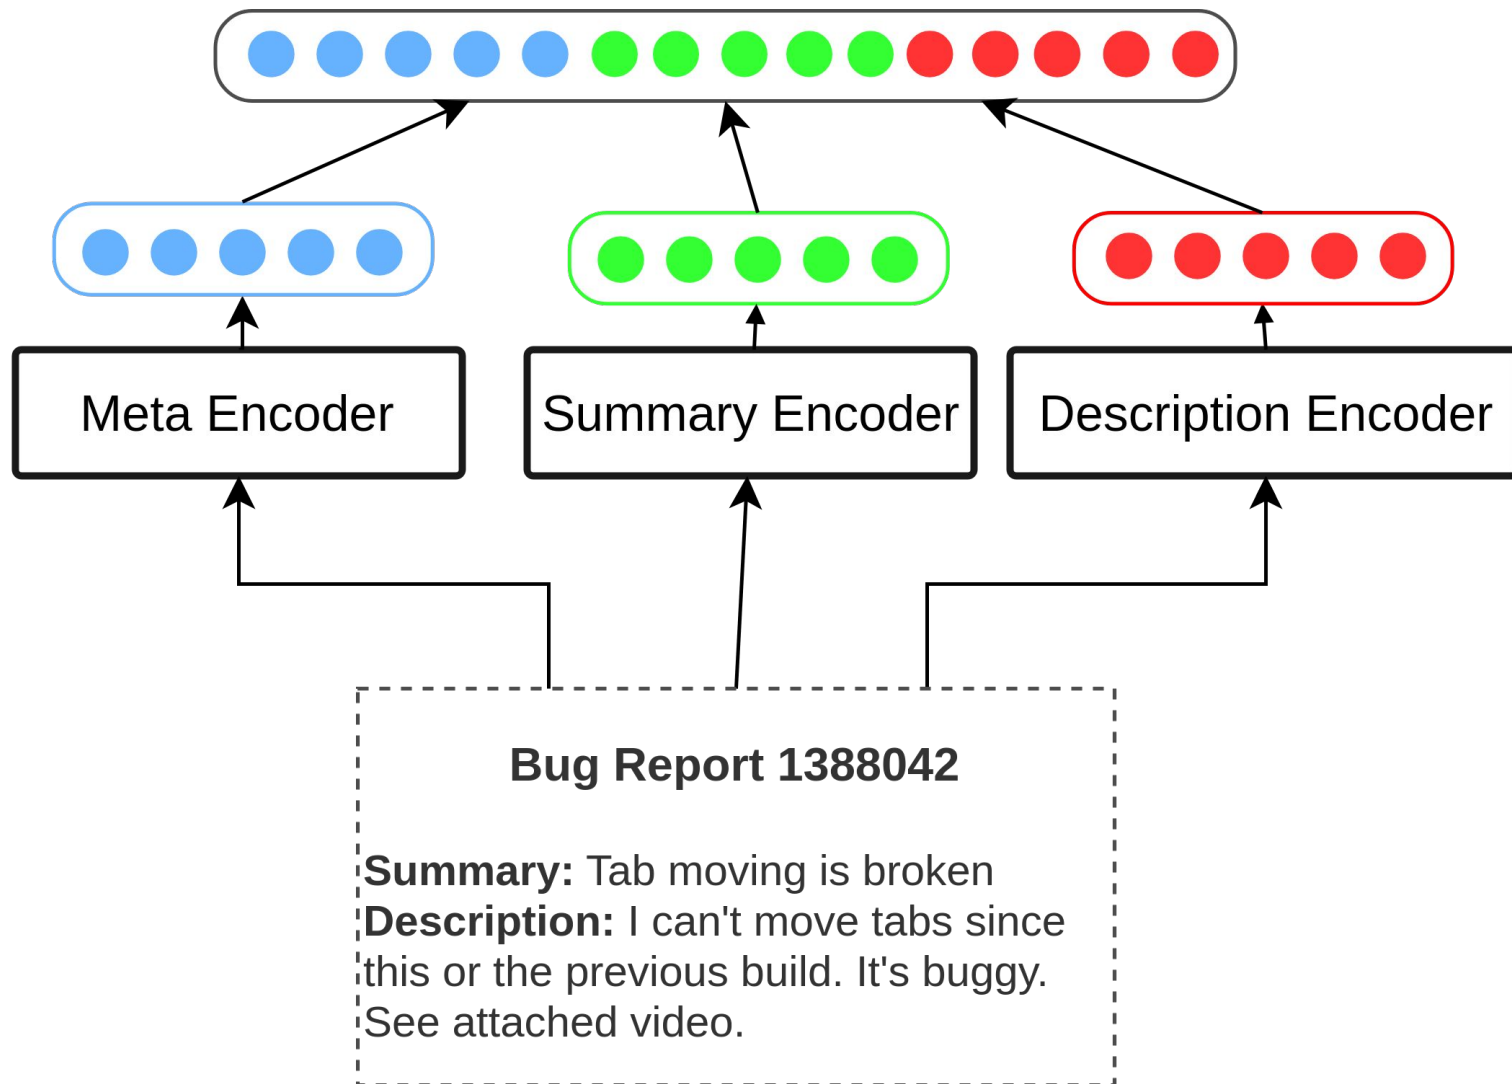 Meta Encoder
Summary Encoder
Description Encoder
Bug Report 1388042
Summary: Tab moving is broken
Description: I can't move tabs since
this or the previous build. It's buggy.
See attached video.